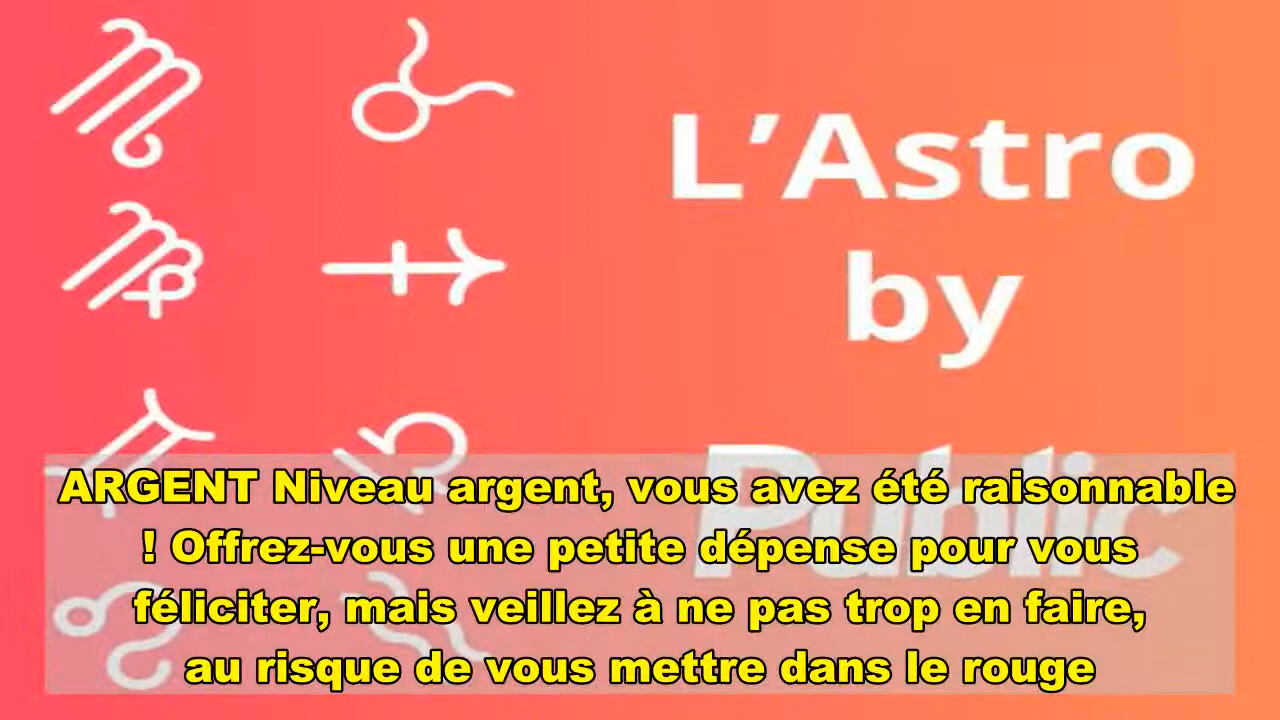 L’Astro
by
Public
ARGENT Niveau argent, vous avez été raisonnable
! Offrez-vous une petite dépense pour vous
féliciter, mais veillez à ne pas trop en faire,
au risque de vous mettre dans le rouge